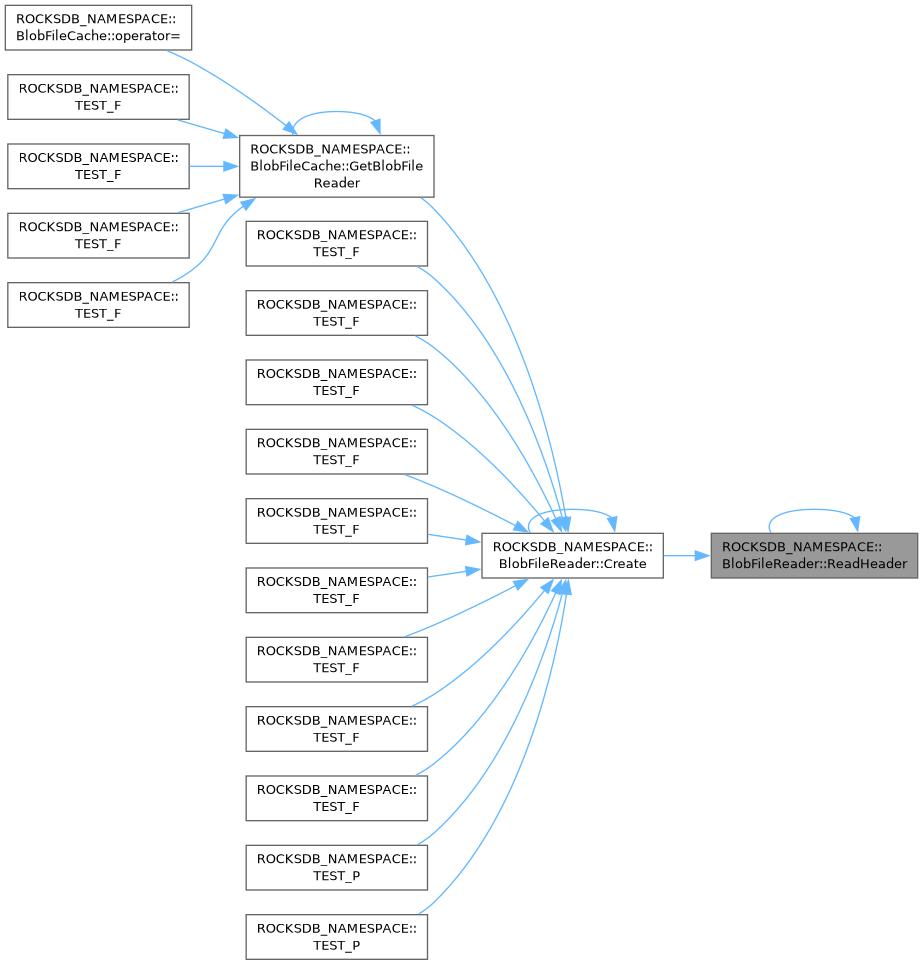 ROCKSDB_NAMESPACE::
BlobFileCache::operator=
ROCKSDB_NAMESPACE::
TEST_F
ROCKSDB_NAMESPACE::
TEST_F
ROCKSDB_NAMESPACE::
TEST_F
ROCKSDB_NAMESPACE::
TEST_F
ROCKSDB_NAMESPACE::
BlobFileCache::GetBlobFile
Reader
ROCKSDB_NAMESPACE::
TEST_F
ROCKSDB_NAMESPACE::
TEST_F
ROCKSDB_NAMESPACE::
TEST_F
ROCKSDB_NAMESPACE::
TEST_F
ROCKSDB_NAMESPACE::
TEST_F
ROCKSDB_NAMESPACE::
TEST_F
ROCKSDB_NAMESPACE::
TEST_F
ROCKSDB_NAMESPACE::
TEST_F
ROCKSDB_NAMESPACE::
TEST_F
ROCKSDB_NAMESPACE::
TEST_P
ROCKSDB_NAMESPACE::
TEST_P
ROCKSDB_NAMESPACE::
BlobFileReader::Create
ROCKSDB_NAMESPACE::
BlobFileReader::ReadHeader